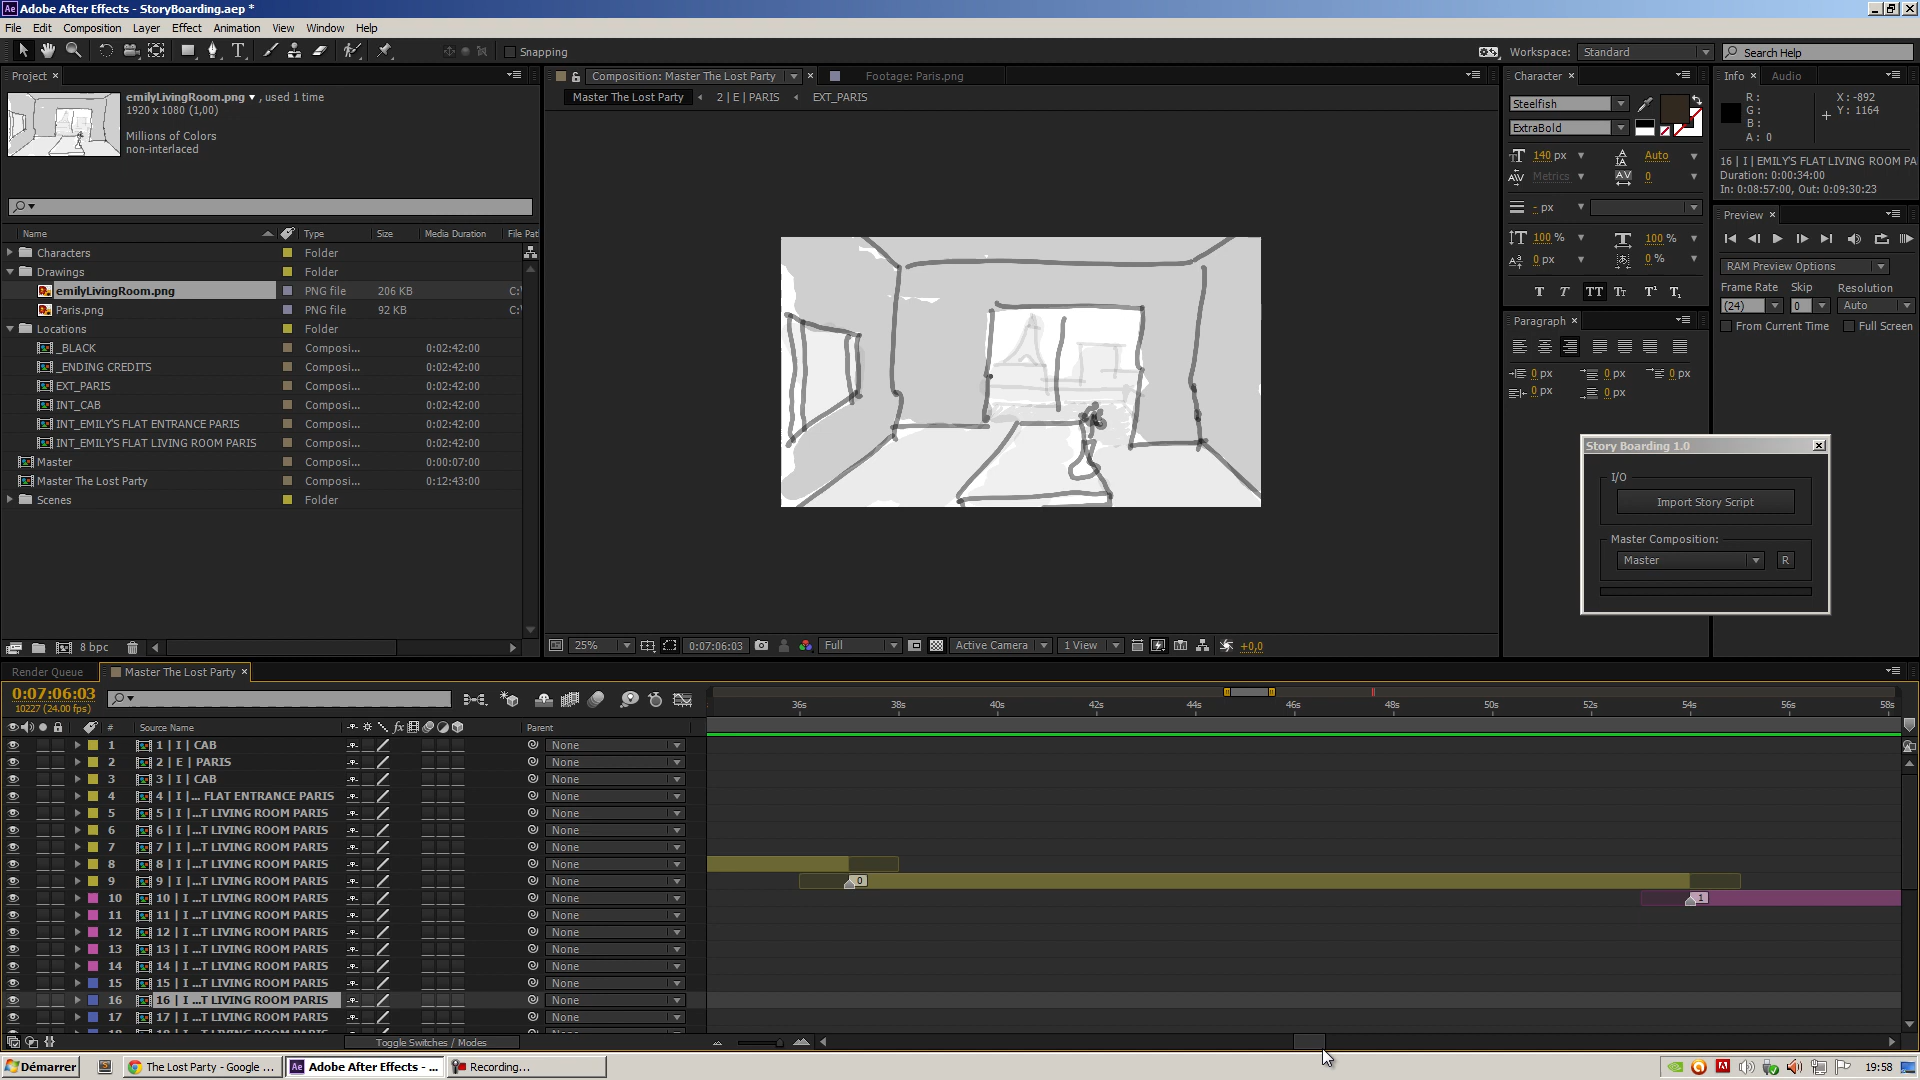 Adobe After Effects - StoryBoarding.aep *
File Edit Composition Layer Effect Animation View Window Help
Snapping
Workspace: Standard
Search Help
Project
emilyLivingRoom.png , used 1 time
1920 x 1080 (1,00)
Millions of Colors
non-interlaced
Name Type Size Media Duration File Pat
Characters Folder
Drawings Folder
emilyLivingRoom.png PNG file 206 KB C:\
Paris.png PNG file 92 KB C:\
Locations Folder
_BLACK Composi... 0:02:42:00
_ENDING CREDITS Composi... 0:02:42:00
EXT_PARIS Composi... 0:02:42:00
INT_CAB Composi... 0:02:42:00
INT_EMILY'S FLAT ENTRANCE PARIS Composi... 0:02:42:00
INT_EMILY'S FLAT LIVING ROOM PARIS Composi... 0:02:42:00
Master Composi... 0:00:07:00
Master The Lost Party Composi... 0:12:43:00
Scenes Folder
8 bpc
Composition: Master The Lost Party
Footage: Paris.png
Master The Lost Party 2 | E | PARIS EXT_PARIS
25% 0:07:06:03 Full Active Camera 1 View +0,0
Character
Steelfish
ExtraBold
140 px Auto
Metrics 0
- px
100 % 100 %
0 px 0 %
TT Tt T¹ T₁
Paragraph
0 px 0 px 0 px
0 px 0 px
Info Audio
R : X : -892
G : Y : 1164
B :
A : 0
16 | I | EMILY'S FLAT LIVING ROOM PA
Duration: 0:00:34:00
In: 0:08:57:00, Out: 0:09:30:23
Preview
RAM Preview Options
Frame Rate Skip Resolution
(24) 0 Auto
From Current Time Full Screen
Story Boarding 1.0
I/O
Import Story Script
Master Composition:
Master R
Render Queue Master The Lost Party
0:07:06:03
10227 (24.00 fps)
36s 38s 40s 42s 44s 46s 48s 50s 52s 54s 56s 58s
# Source Name fx Parent
1 1 | I | CAB None
2 2 | E | PARIS None
3 3 | I | CAB None
4 4 | I |... FLAT ENTRANCE PARIS None
5 5 | I |...T LIVING ROOM PARIS None
6 6 | I |...T LIVING ROOM PARIS None
7 7 | I |...T LIVING ROOM PARIS None
8 8 | I |...T LIVING ROOM PARIS None
9 9 | I |...T LIVING ROOM PARIS None 0
10 10 | I ...T LIVING ROOM PARIS None 1
11 11 | I ...T LIVING ROOM PARIS None
12 12 | I ...T LIVING ROOM PARIS None
13 13 | I ...T LIVING ROOM PARIS None
14 14 | I ...T LIVING ROOM PARIS None
15 15 | I ...T LIVING ROOM PARIS None
16 16 | I ...T LIVING ROOM PARIS None
17 17 | I ...T LIVING ROOM PARIS None
Toggle Switches / Modes
Démarrer The Lost Party - Google ... Adobe After Effects - ... Recording... 19:58